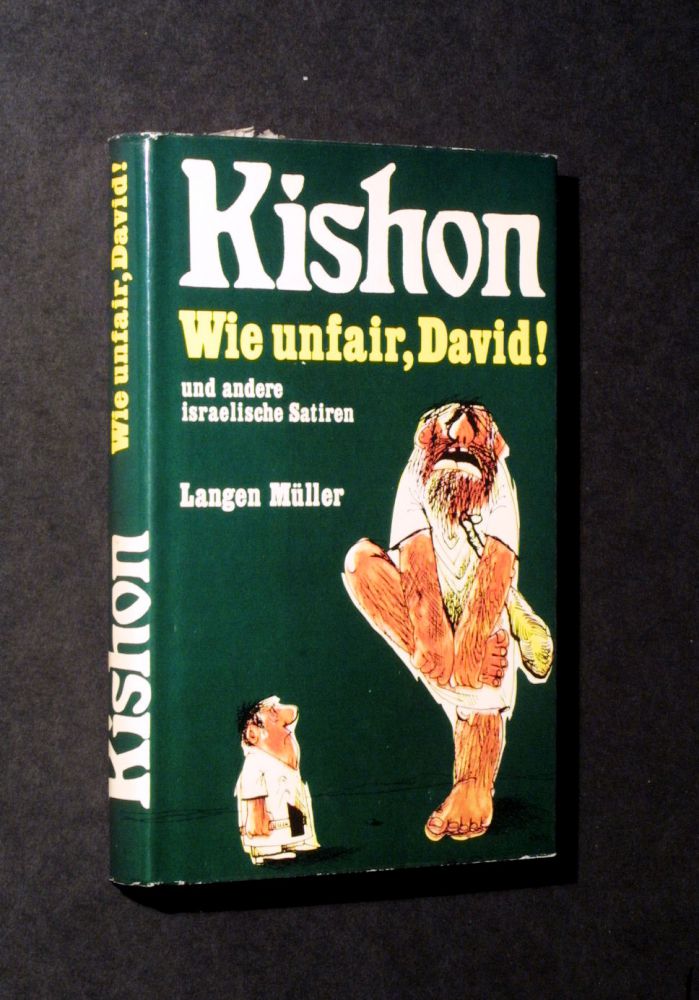 Kishon
Wie unfair, David!
und andere
israelische Satiren
Langen Müller
Wie unfair, David!
Kishon